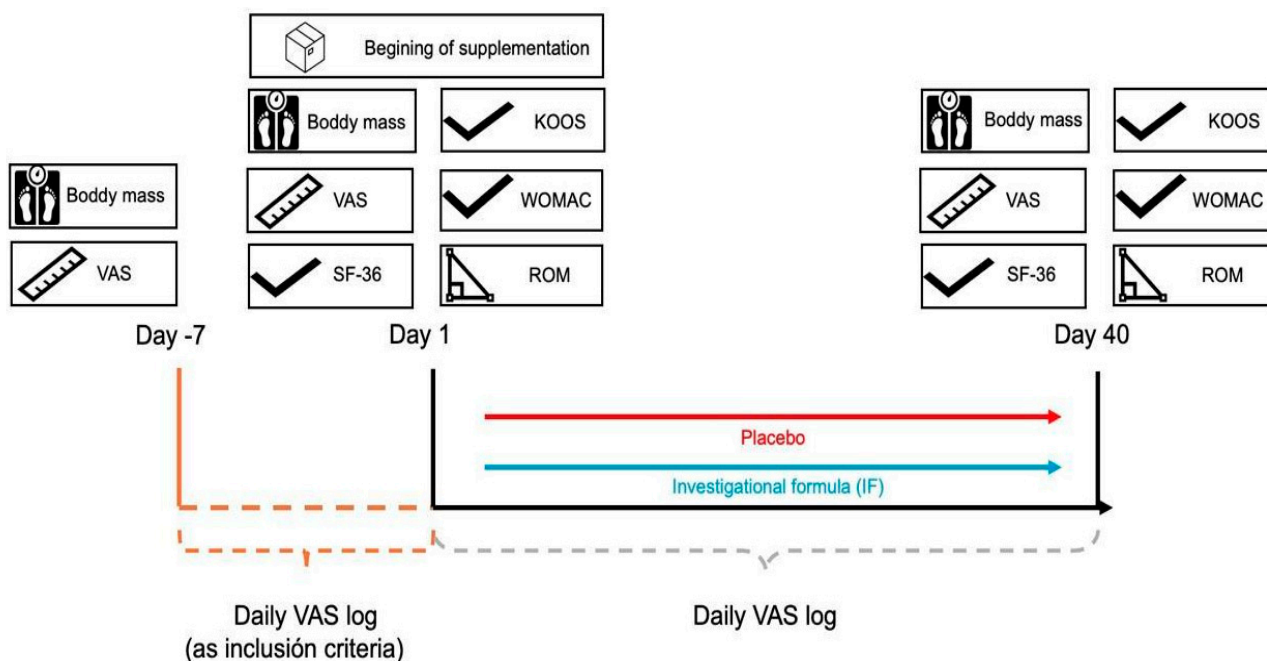 Begining of supplementation
Boddy mass
KOOS
VAS
WOMAC
SF-36
ROM
Boddy mass
VAS
Boddy mass
KOOS
VAS
WOMAC
SF-36
ROM
Day -7
Day 1
Day 40
Placebo
Investigational formula (IF)
Daily VAS log
(as inclusión criteria)
Daily VAS log